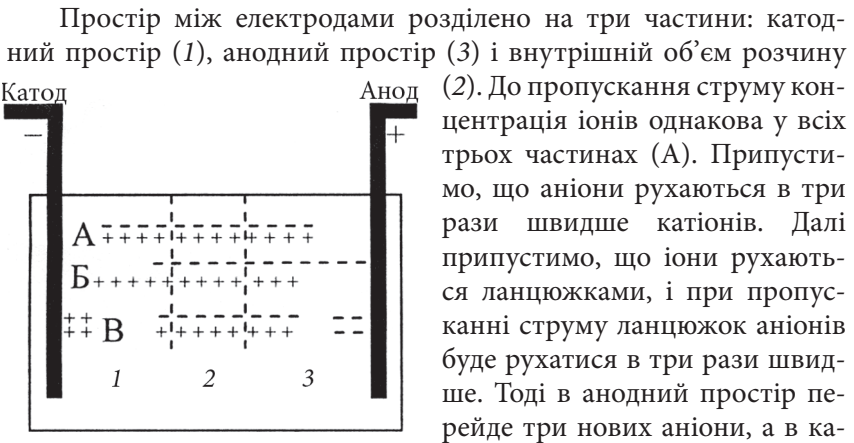 Простір між електродами розділено на три частини: катод-
ний простір (1), анодний простір (3) і внутрішній об’єм розчину
(2). До пропускання струму кон-
центрація іонів однакова у всіх
трьох частинах (А). Припусти-
мо, що аніони рухаються в три
рази швидше катіонів. Далі
припустимо, що іони рухають-
ся ланцюжками, і при пропус-
канні струму ланцюжок аніонів
буде рухатися в три рази швид-
ше. Тоді в анодний простір пе-
рейде три нових аніони, а в ка-
Катод
Анод
–
+
А
Б
В
1 2 3